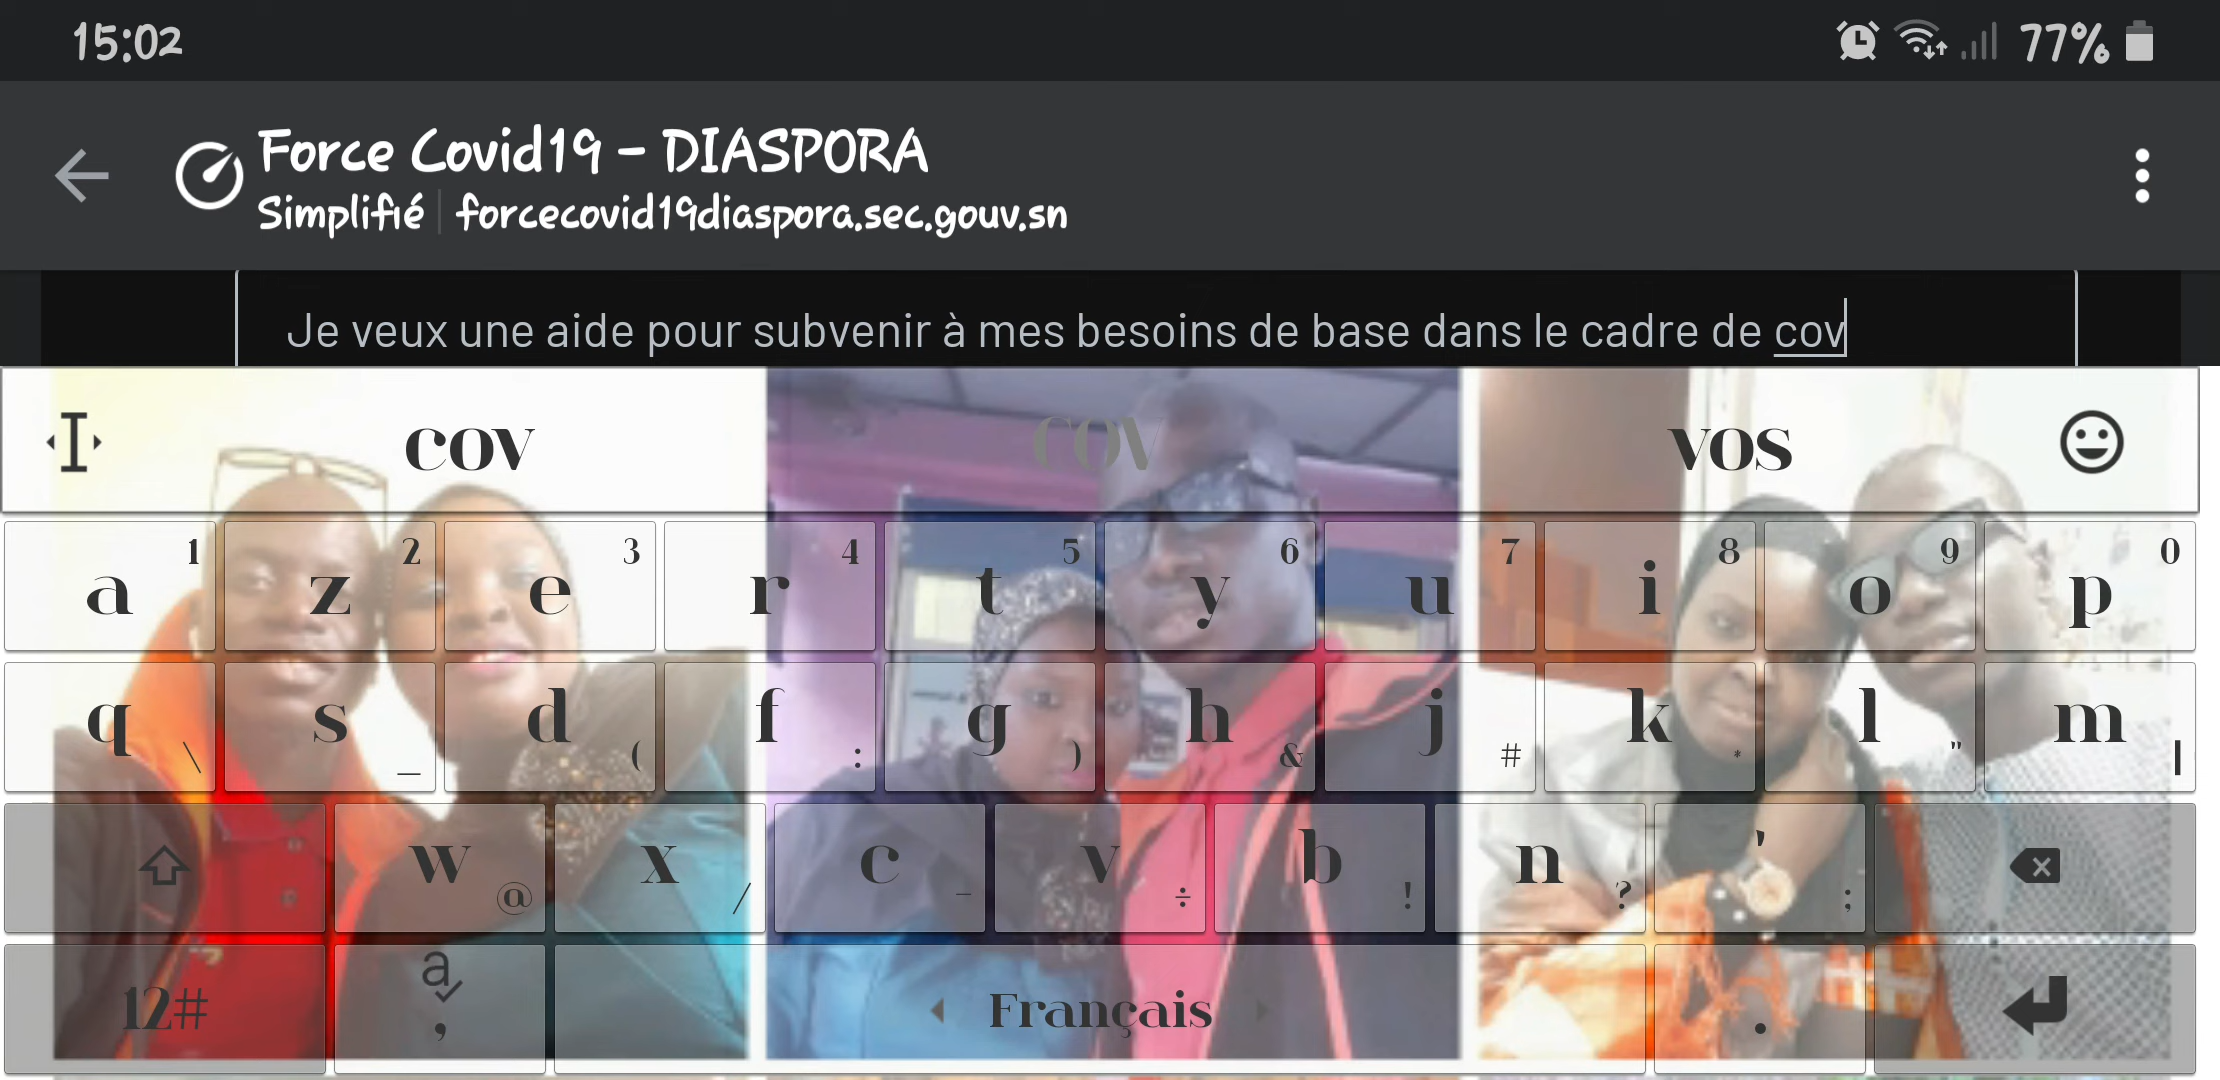 15:02
77%
Force Covid19 - DIASPORA
Simplifié forcecovid19diaspora.sec.gouv.sn
Je veux une aide pour subvenir à mes besoins de base dans le cadre de cov
cov cov vos
1 2 3 4 5 6 7 8 9 0
a z e r t y u i o p
q s d f g h j k l m
\ _ ( : ) & # * " |
w x c v b n '
@ / - ÷ ! ? ;
12# a , Français .